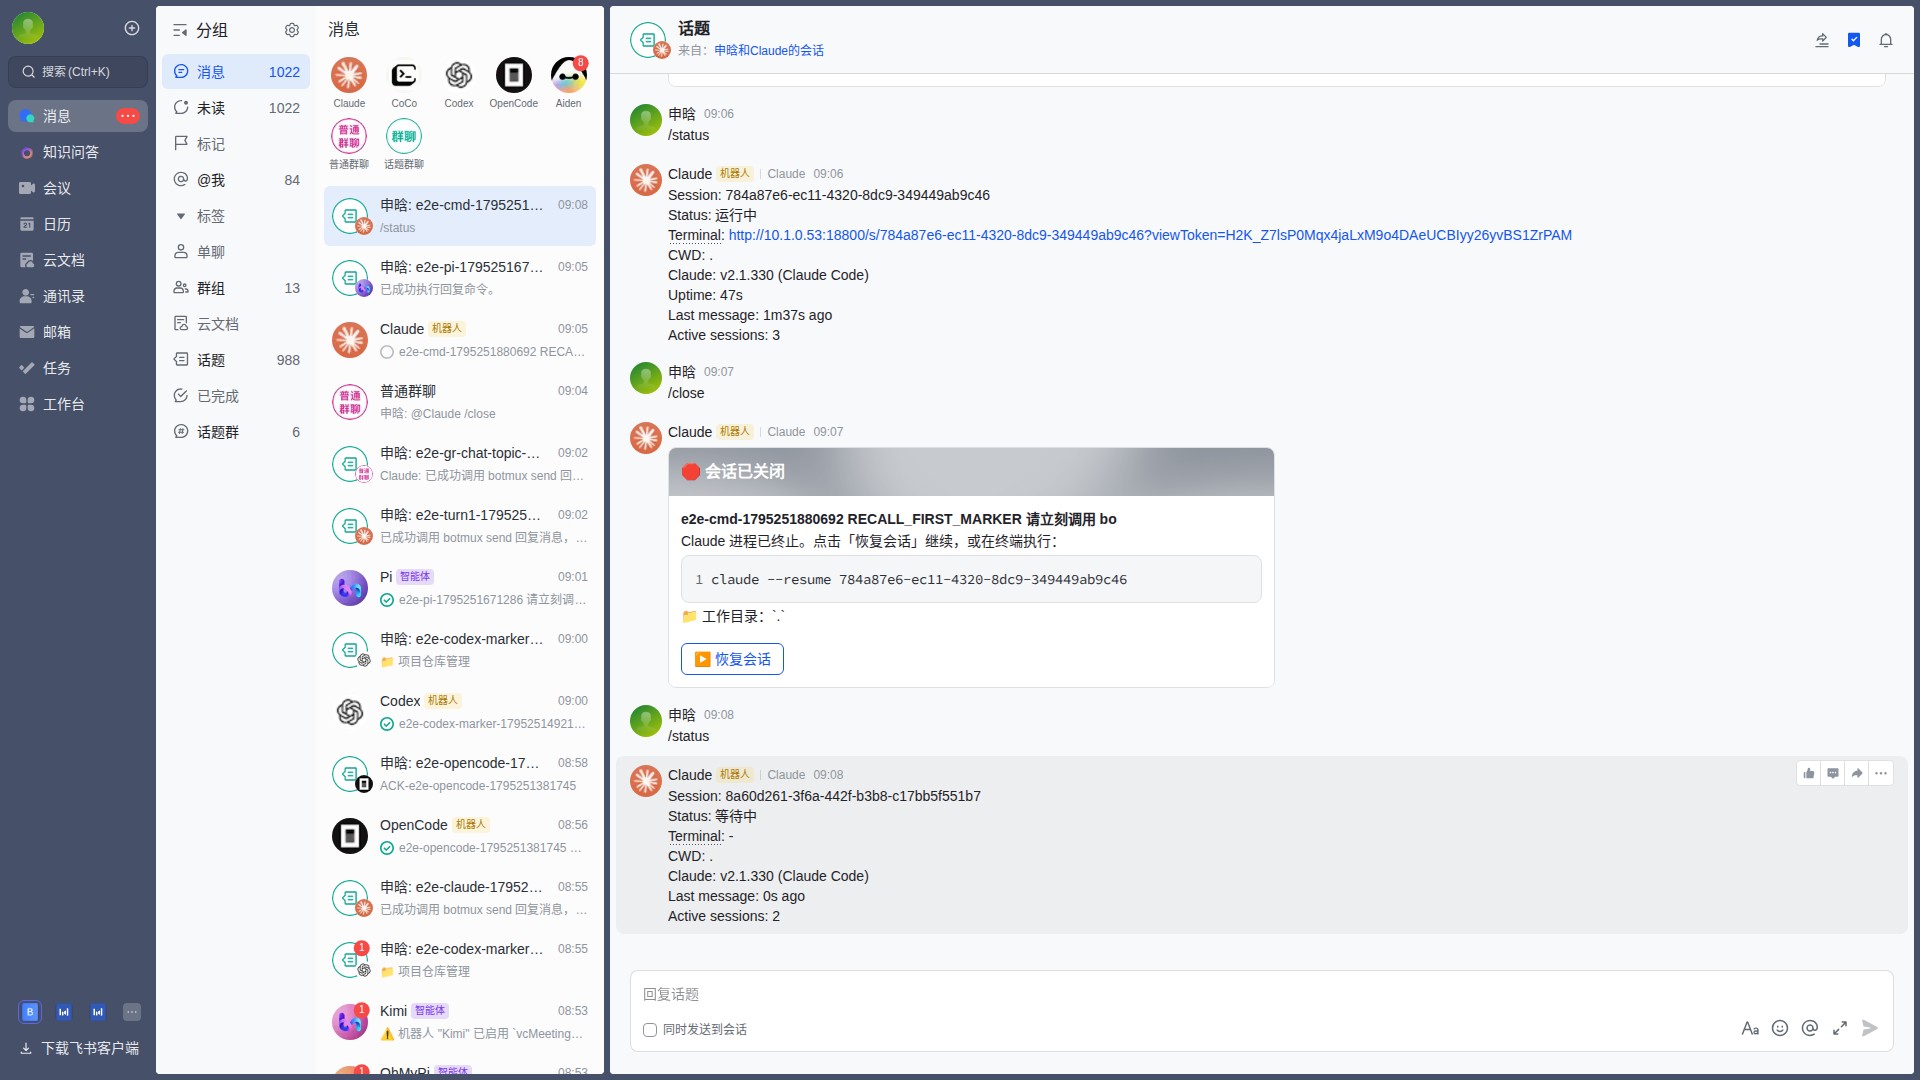 搜索 (Ctrl+K)
消息
知识问答
会议
日历
云文档
通讯录
邮箱
任务
工作台
下载飞书客户端
分组
消息 1022
未读 1022
标记
@我 84
标签
单聊
群组 13
云文档
话题 988
已完成
话题群 6
消息
Claude
CoCo
Codex
OpenCode
8
Aiden
普通群聊
普通群聊
群聊
话题群聊
申晗: e2e-cmd-1795251... 09:08
/status
申晗: e2e-pi-179525167... 09:05
已成功执行回复命令。
Claude 机器人 09:05
e2e-cmd-1795251880692 RECA...
普通群聊
普通群聊 09:04
申晗: @Claude /close
申晗: e2e-gr-chat-topic-... 09:02
Claude: 已成功调用 botmux send 回...
申晗: e2e-turn1-179525... 09:02
已成功调用 botmux send 回复消息，...
Pi 智能体 09:01
e2e-pi-1795251671286 请立刻调...
申晗: e2e-codex-marker... 09:00
📁 项目仓库管理
Codex 机器人 09:00
e2e-codex-marker-17952514921...
申晗: e2e-opencode-17... 08:58
ACK-e2e-opencode-1795251381745
OpenCode 机器人 08:56
e2e-opencode-1795251381745 ...
申晗: e2e-claude-17952... 08:55
已成功调用 botmux send 回复消息，...
1
申晗: e2e-codex-marker... 08:55
📁 项目仓库管理
1
Kimi 智能体 08:53
⚠️ 机器人 "Kimi" 已启用 `vcMeeting...
1
OhMyPi 智能体 08:53
话题
来自：申晗和Claude的会话
申晗 09:06
/status
Claude 机器人 | Claude 09:06
Session: 784a87e6-ec11-4320-8dc9-349449ab9c46
Status: 运行中
Terminal: http://10.1.0.53:18800/s/784a87e6-ec11-4320-8dc9-349449ab9c46?viewToken=H2K_Z7lsP0Mqx4jaLxM9o4DAeUCBIyy26yvBS1ZrPAM
CWD: .
Claude: v2.1.330 (Claude Code)
Uptime: 47s
Last message: 1m37s ago
Active sessions: 3
申晗 09:07
/close
Claude 机器人 | Claude 09:07
🛑 会话已关闭
e2e-cmd-1795251880692 RECALL_FIRST_MARKER 请立刻调用 bo
Claude 进程已终止。点击「恢复会话」继续，或在终端执行：
1 claude --resume 784a87e6-ec11-4320-8dc9-349449ab9c46
📁 工作目录：`.`
▶️ 恢复会话
申晗 09:08
/status
Claude 机器人 | Claude 09:08
Session: 8a60d261-3f6a-442f-b3b8-c17bb5f551b7
Status: 等待中
Terminal: -
CWD: .
Claude: v2.1.330 (Claude Code)
Last message: 0s ago
Active sessions: 2
回复话题
同时发送到会话